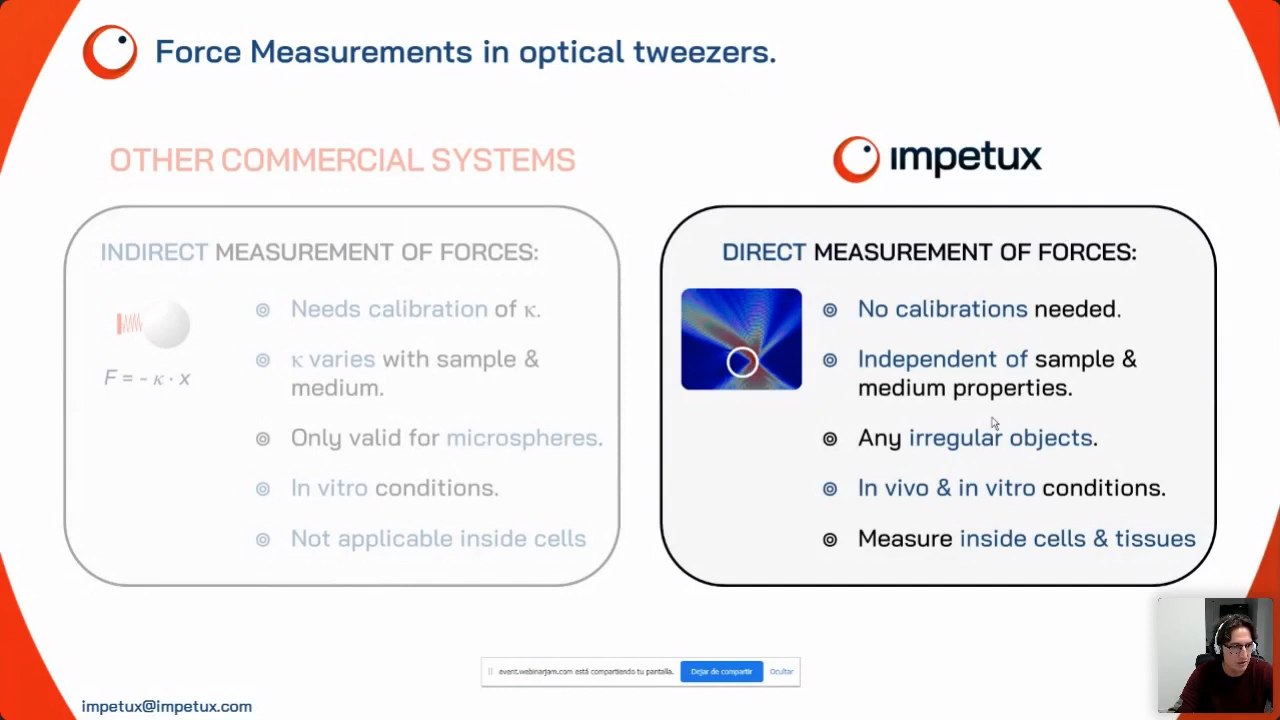 Force Measurements in optical tweezers.
OTHER COMMERCIAL SYSTEMS
INDIRECT MEASUREMENT OF FORCES:
F = - κ · x
Needs calibration of κ.
κ varies with sample &
medium.
Only valid for microspheres.
In vitro conditions.
Not applicable inside cells
impetux
DIRECT MEASUREMENT OF FORCES:
No calibrations needed.
Independent of sample &
medium properties.
Any irregular objects.
In vivo & in vitro conditions.
Measure inside cells & tissues
event.webinarjam.com está compartiendo tu pantalla.
Dejar de compartir
Ocultar
impetux@impetux.com